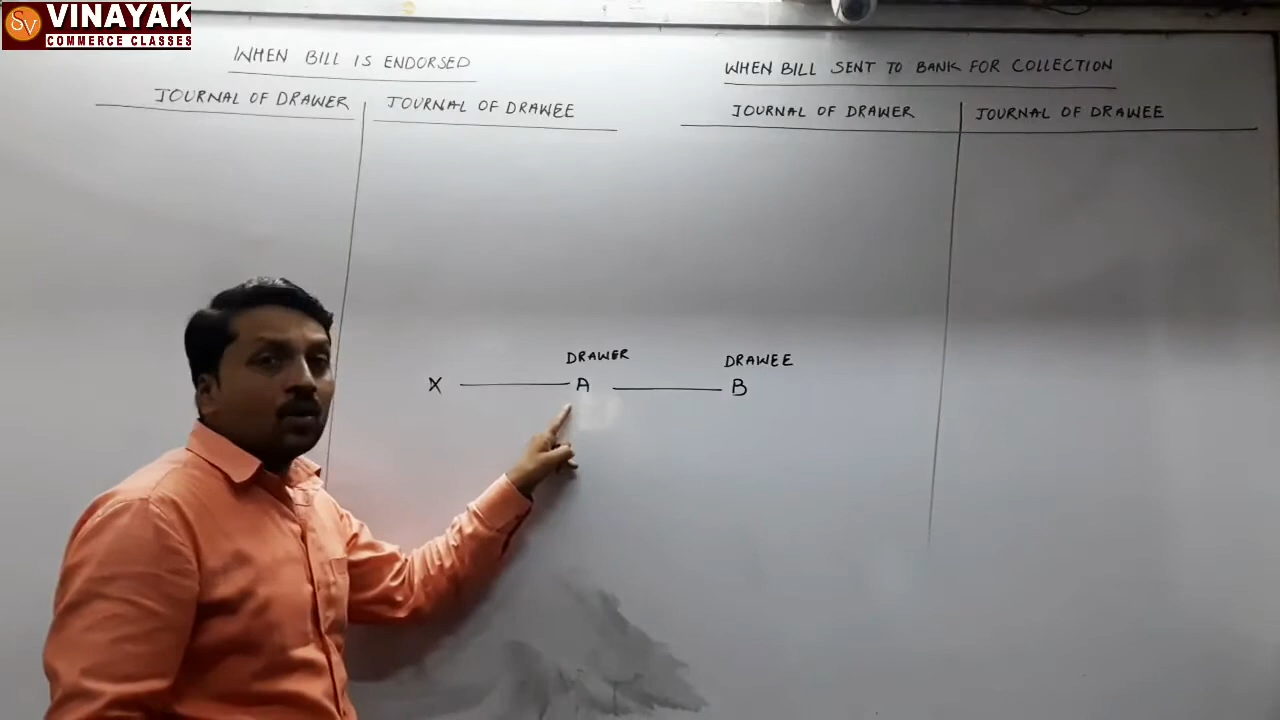 SV VINAYAK
COMMERCE CLASSES
WHEN BILL IS ENDORSED
JOURNAL OF DRAWER
JOURNAL OF DRAWEE
WHEN BILL SENT TO BANK FOR COLLECTION
JOURNAL OF DRAWER
JOURNAL OF DRAWEE
DRAWER
DRAWEE
X
A
B